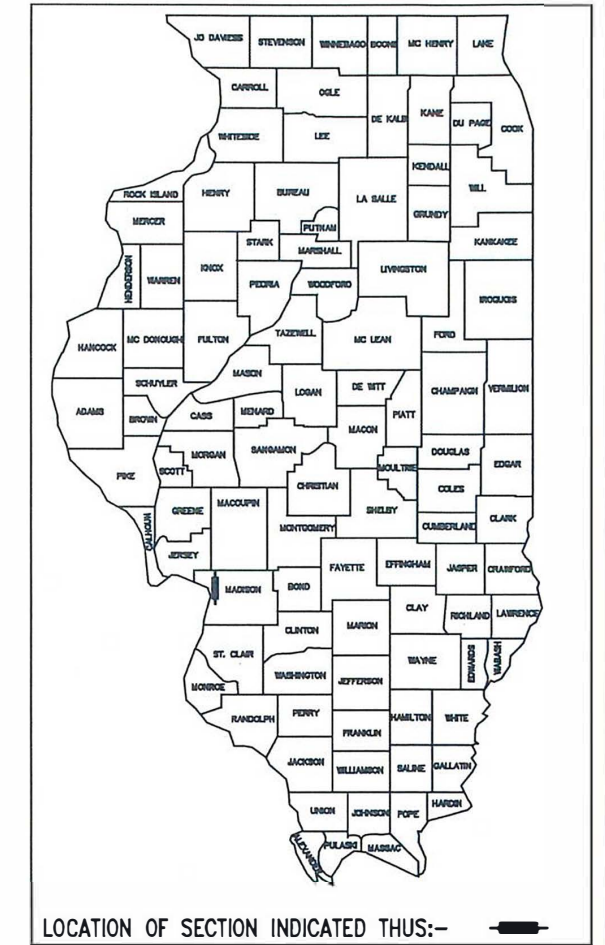 JO DAVIESS STEVENSON WINNEBAGO BOONE MC HENRY LAKE
CARROLL OGLE DE KALB KANE DU PAGE COOK
WHITESIDE LEE
KENDALL WILL
ROCK ISLAND HENRY BUREAU LA SALLE
MERCER PUTNAM GRUNDY
STARK MARSHALL KANKAKEE
HENDERSON WARREN KNOX PEORIA WOODFORD LIVINGSTON
IROQUOIS
HANCOCK MC DONOUGH FULTON TAZEWELL MC LEAN FORD
MASON
ADAMS SCHUYLER LOGAN DE WITT CHAMPAIGN VERMILION
BROWN CASS MENARD MACON PIATT
PIKE SCOTT MORGAN SANGAMON MOULTRIE DOUGLAS EDGAR
CHRISTIAN COLES
CALHOUN GREENE MACOUPIN MONTGOMERY SHELBY CUMBERLAND CLARK
JERSEY
FAYETTE EFFINGHAM JASPER CRAWFORD
MADISON BOND
CLAY RICHLAND LAWRENCE
CLINTON MARION
ST. CLAIR WAYNE EDWARDS WABASH
MONROE WASHINGTON JEFFERSON
RANDOLPH PERRY HAMILTON WHITE
FRANKLIN
JACKSON WILLIAMSON SALINE GALLATIN
UNION JOHNSON POPE HARDIN
ALEXANDER PULASKI MASSAC
LOCATION OF SECTION INDICATED THUS:-